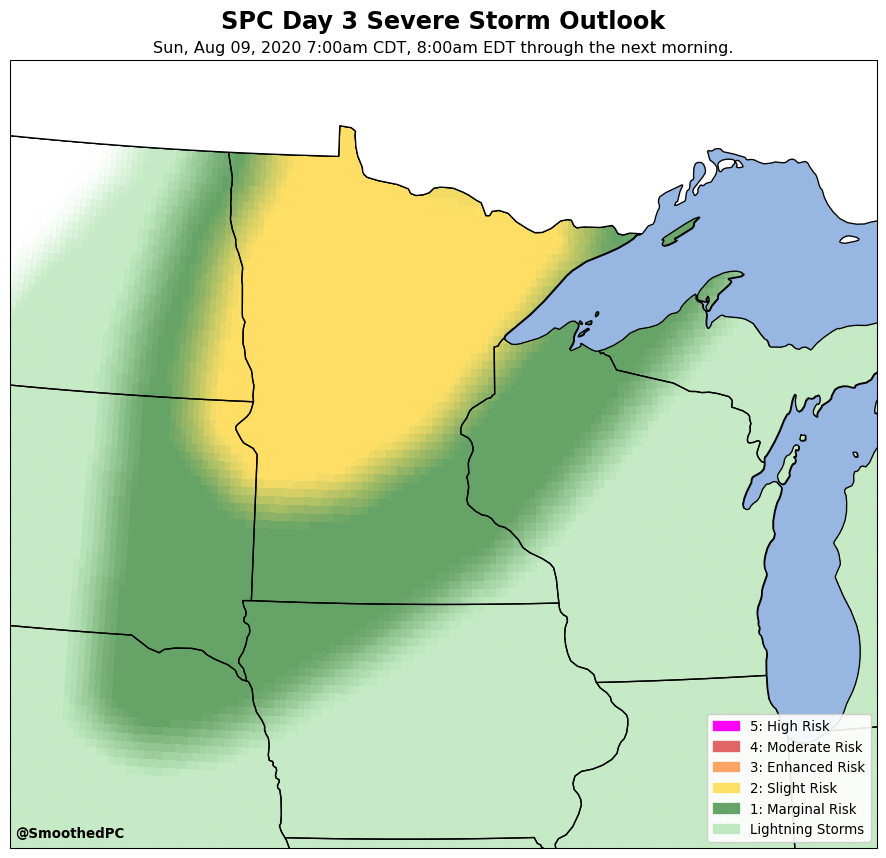 SPC Day 3 Severe Storm Outlook
Sun, Aug 09, 2020 7:00am CDT, 8:00am EDT through the next morning.
5: High Risk
4: Moderate Risk
3: Enhanced Risk
2: Slight Risk
1: Marginal Risk
Lightning Storms
@SmoothedPC